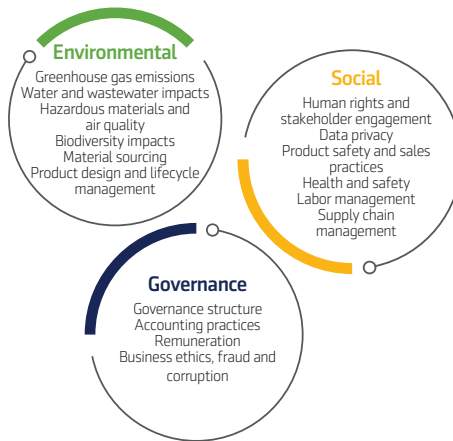 Environmental
Greenhouse gas emissions
Water and wastewater impacts
Hazardous materials and
air quality
Biodiversity impacts
Material sourcing
Product design and lifecycle
management
Social
Human rights and
stakeholder engagement
Data privacy
Product safety and sales
practices
Health and safety
Labor management
Supply chain
management
Governance
Governance structure
Accounting practices
Remuneration
Business ethics, fraud and
corruption